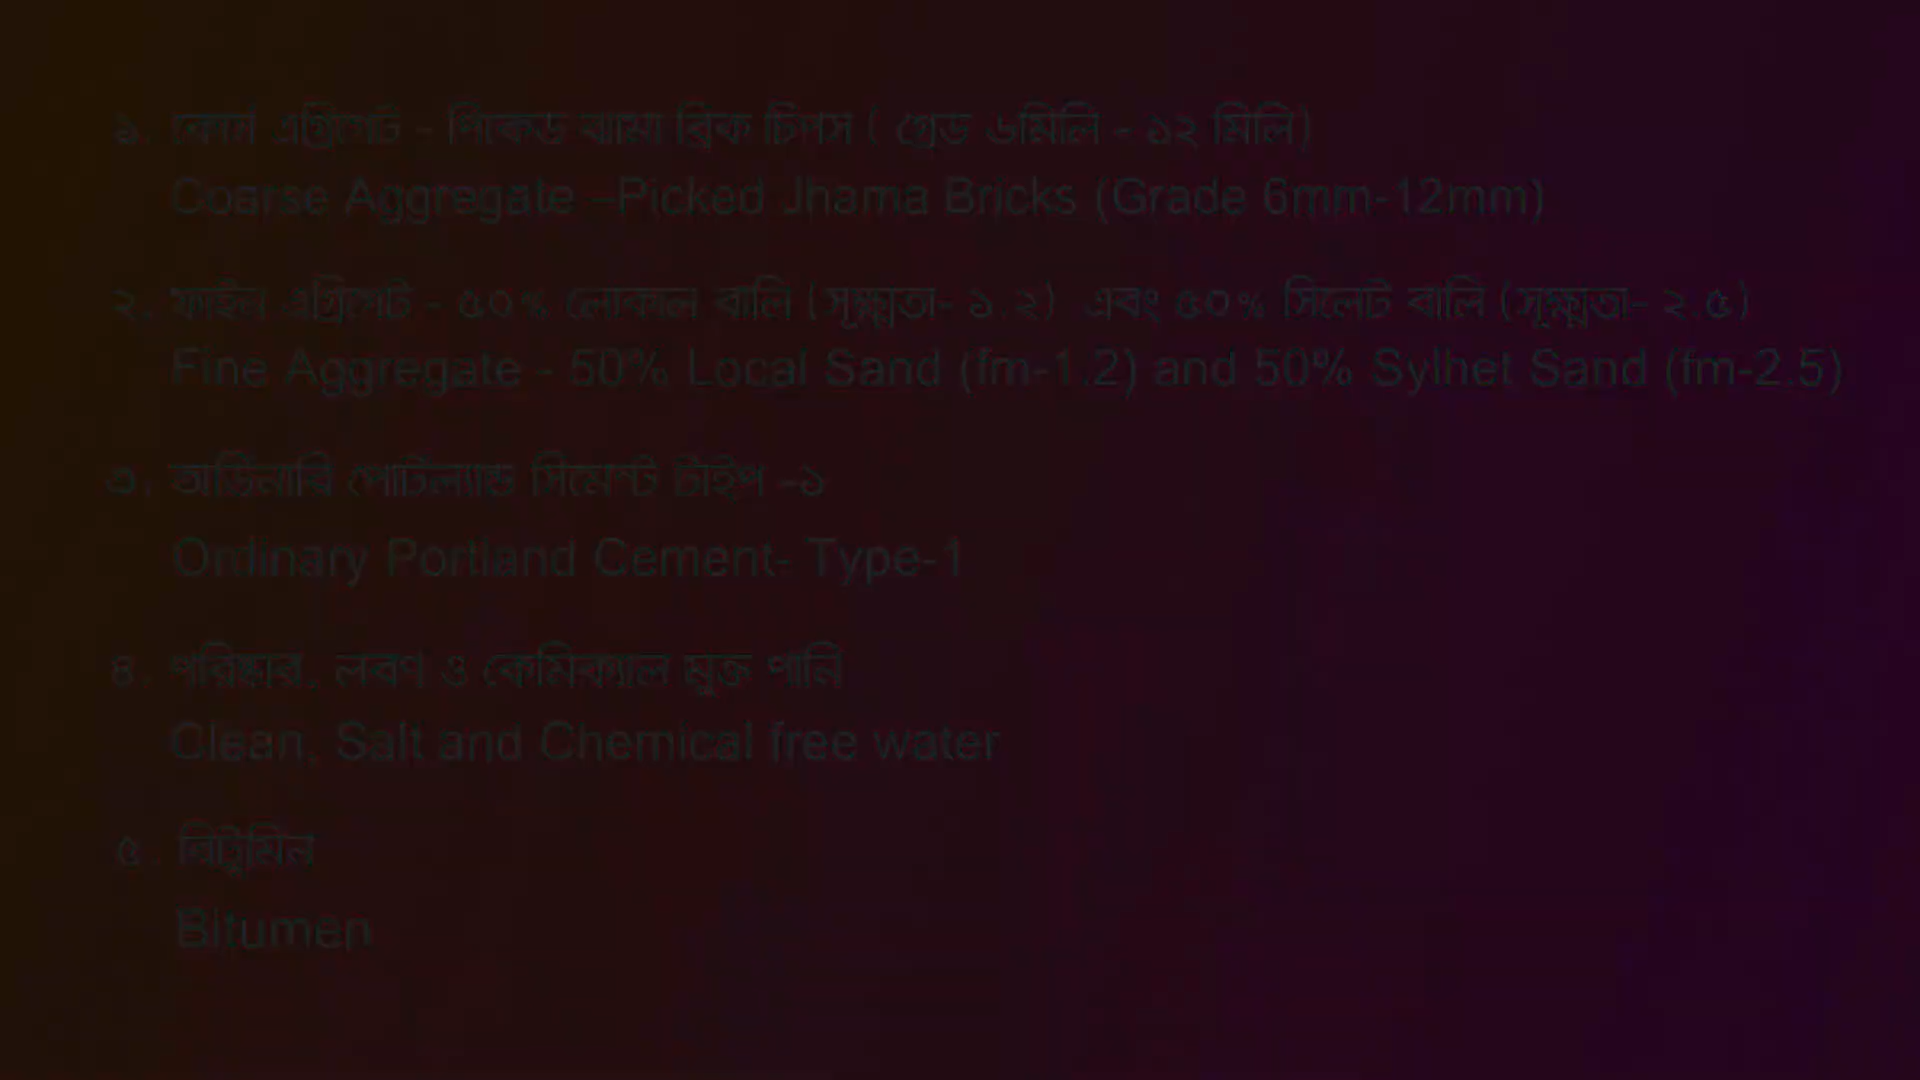 ১. কোর্স এগ্রিগেট - পিকেড ঝামা ব্রিক চিপস ( গ্রেড ৬মিলি - ১২ মিলি)
Coarse Aggregate –Picked Jhama Bricks (Grade 6mm-12mm)
২. ফাইন এগ্রিগেট - ৫০% লোকাল বালি (সূক্ষ্মতা- ১.২) এবং ৫০% সিলেট বালি (সূক্ষ্মতা- ২.৫)
Fine Aggregate - 50% Local Sand (fm-1.2) and 50% Sylhet Sand (fm-2.5)
৩. অর্ডিনারি পোর্টল্যান্ড সিমেন্ট টাইপ -১
Ordinary Portland Cement- Type-1
৪. পরিষ্কার, লবণ ও কেমিক্যাল মুক্ত পানি
Clean, Salt and Chemical free water
৫. বিটুমিন
Bitumen